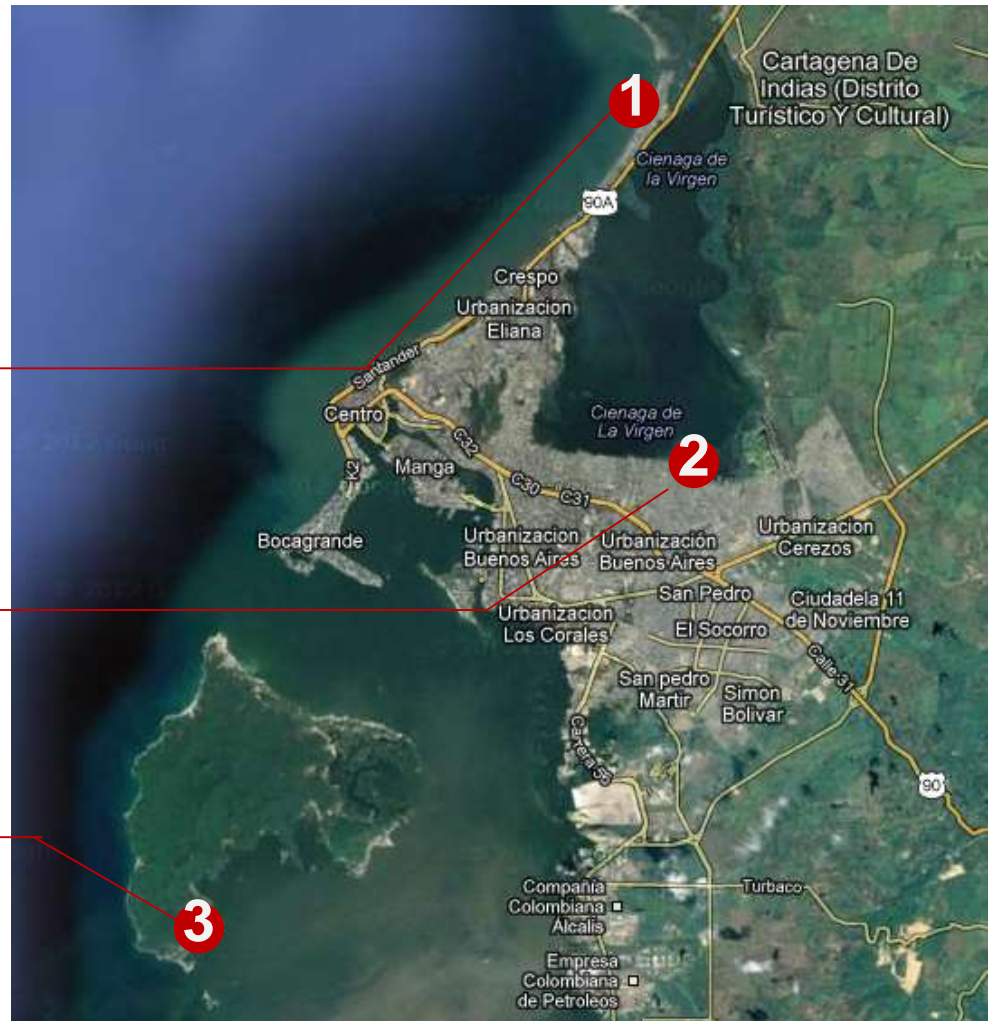 Cartagena De
Indias (Distrito
Turístico Y Cultural)
1
Cienaga de
la Virgen
90A
Crespo
Urbanizacion
Eliana
Santander
Centro
Cienaga de
La Virgen
C32
K2
Manga
2
C30
C31
Bocagrande
Urbanizacion
Buenos Aires
Urbanización
Buenos Aires
Urbanizacion
Cerezos
San Pedro
Ciudadela 11
de Noviembre
Urbanizacion
Los Corales
El Socorro
Calle 31
San pedro
Martir
Simon
Bolivar
Carrera 56
90
Compañía
Colombiana
Alcalis
Turbaco
3
Empresa
Colombiana
de Petroleos